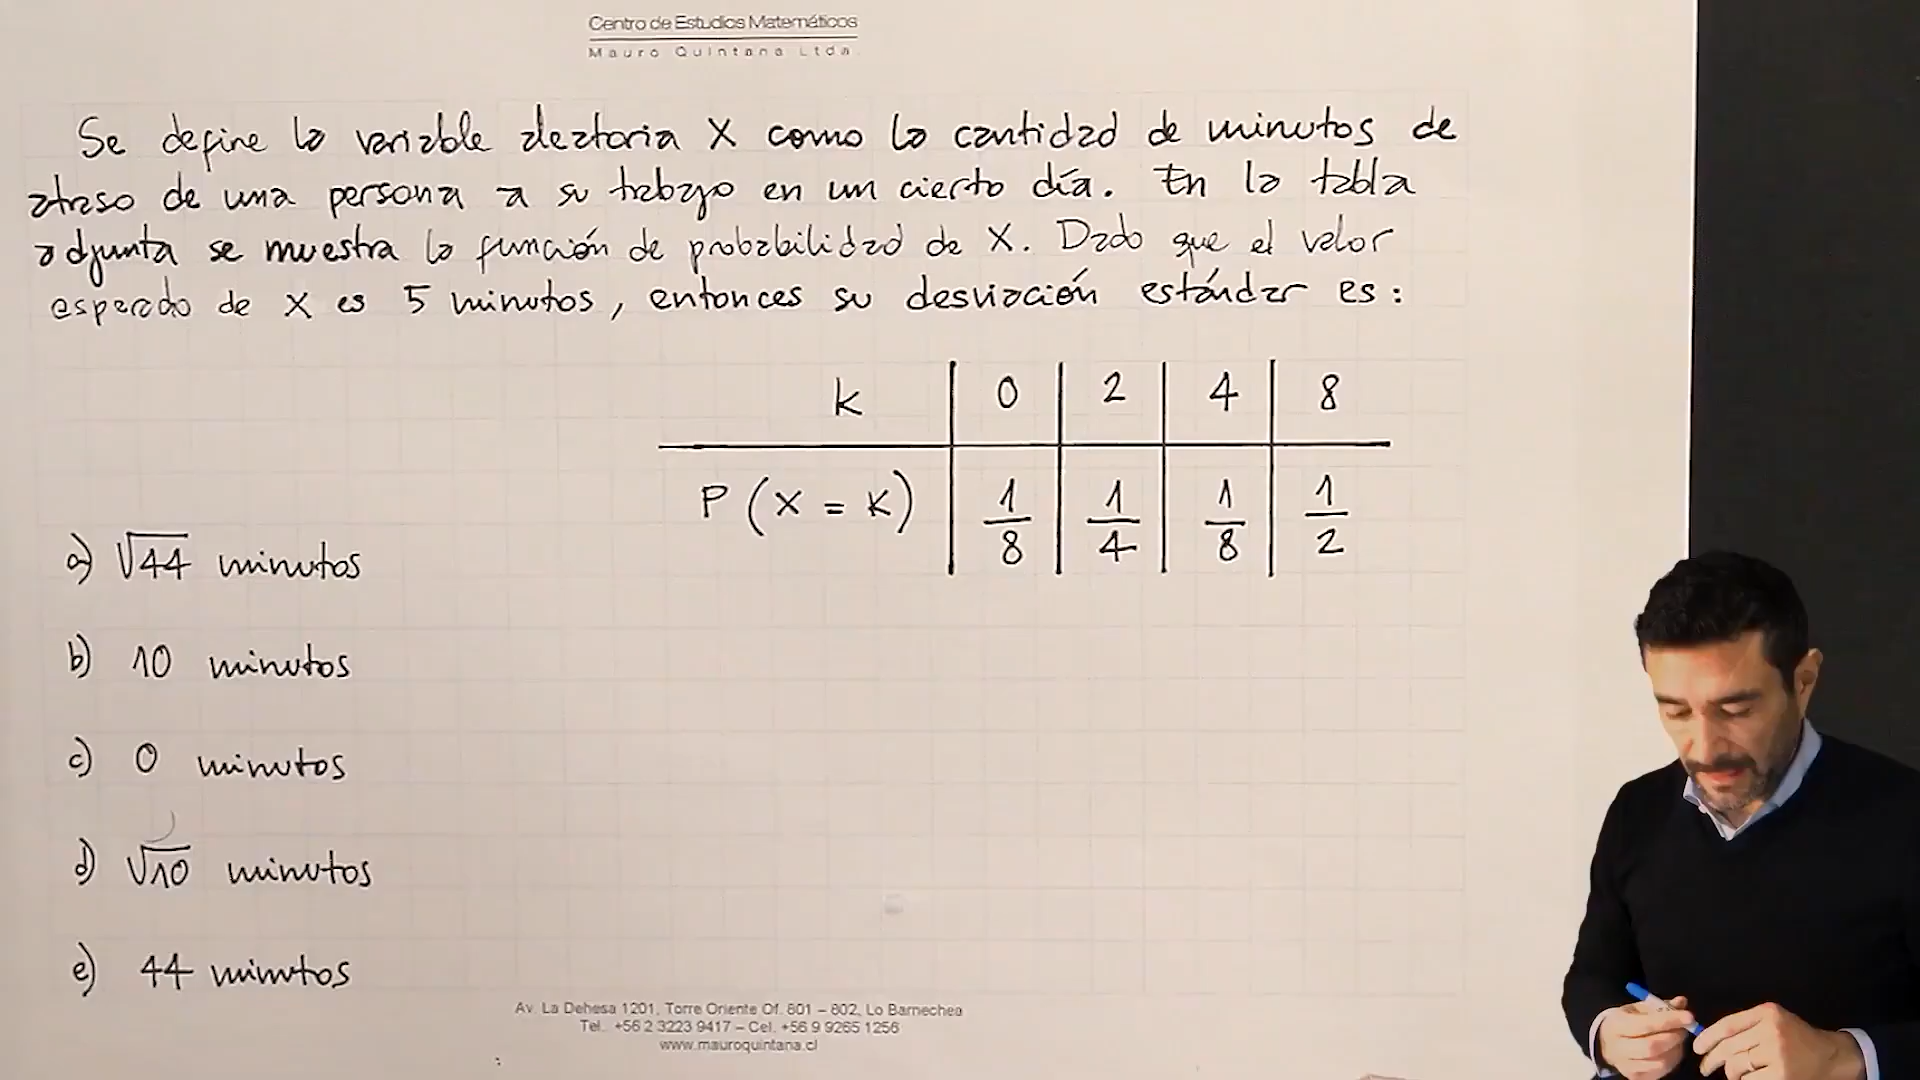 Centro de Estudios Matemáticos
Mauro Quintana Ltda.
Se define la variable aleatoria X como la cantidad de minutos de
atraso de una persona a su trabajo en un cierto día. En la tabla
adjunta se muestra la función de probabilidad de X. Dado que el valor
esperado de X es 5 minutos, entonces su desviación estándar es:
k 0 2 4 8
P(X = K) 1/8 1/4 1/8 1/2
a) √44 minutos
b) 10 minutos
c) 0 minutos
d) √10 minutos
e) 44 minutos
Av. La Dehesa 1201, Torre Oriente Of. 801 – 802, Lo Barnechea
Tel. +56 2 3223 9417 – Cel. +56 9 9265 1256
www.mauroquintana.cl